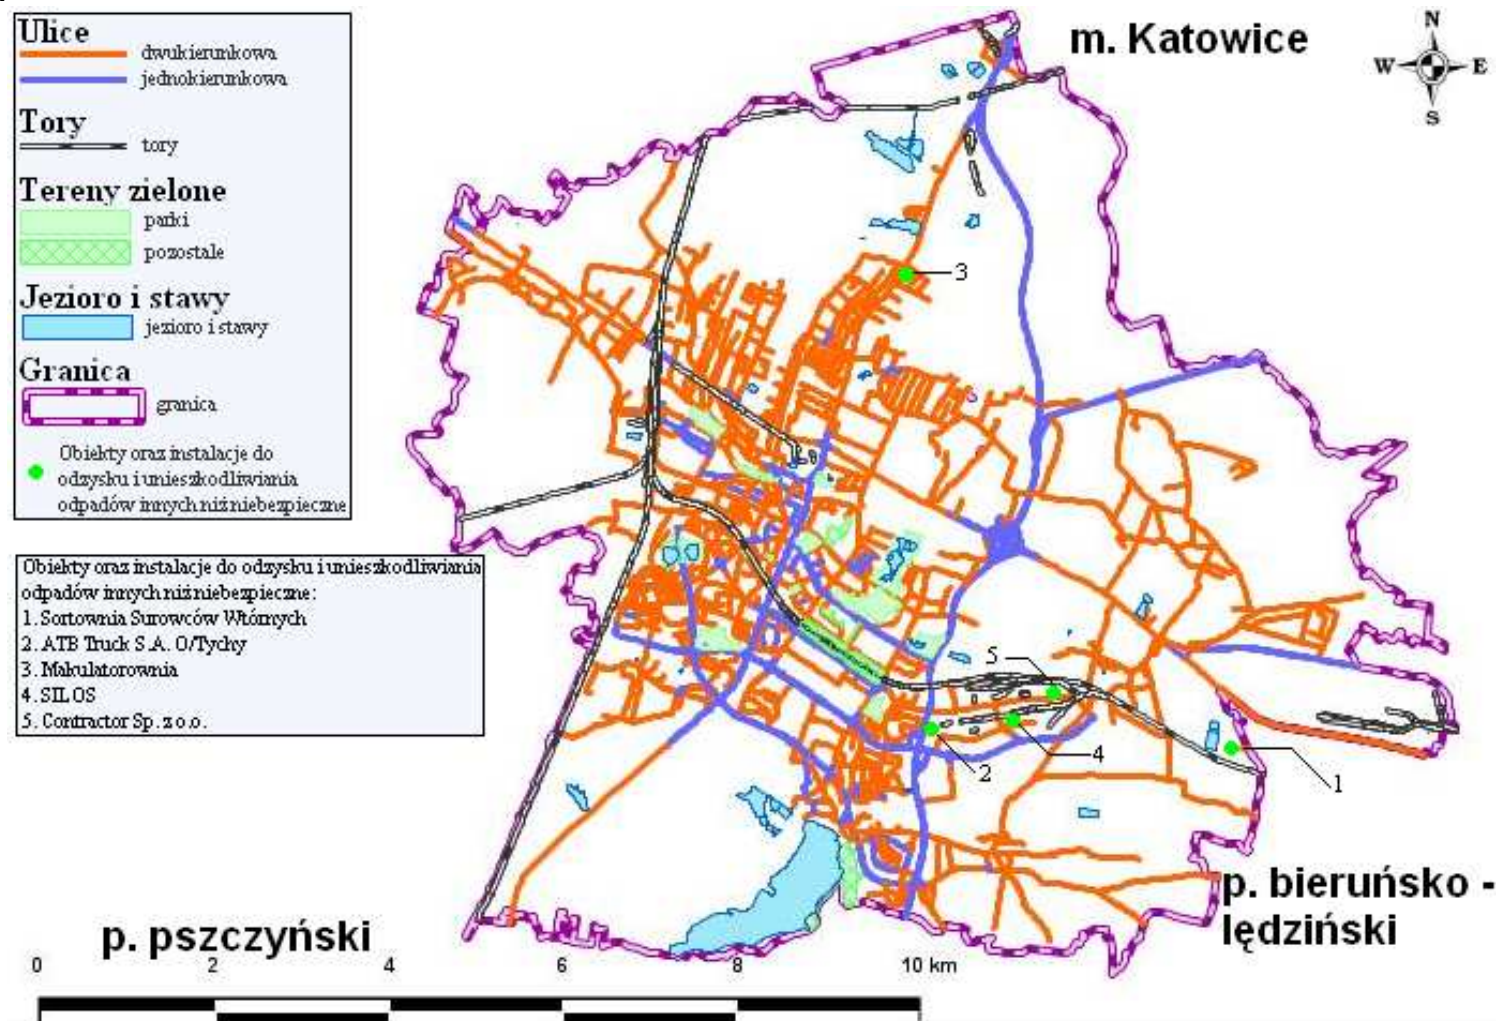 Ulice
dwukierunkowa
jednokierunkowa
Tory
tory
Tereny zielone
parki
pozostałe
Jezioro i stawy
jezioro i stawy
Granica
granica
Obiekty oraz instalacje do
odzysku i unieszkodliwiania
odpadów innych niż niebezpieczne
Obiekty oraz instalacje do odzysku i unieszkodliwiania
odpadów innych niż niebezpieczne:
1. Sortownia Surowców Wtórnych
2. ATB Truck S.A. O/Tychy
3. Makulatorownia
4. SILOS
5. Contractor Sp. z o.o.
m. Katowice
N
W E
S
3
5
4
2
1
p. bieruńsko -
lędziński
p. pszczyński
0 2 4 6 8 10 km